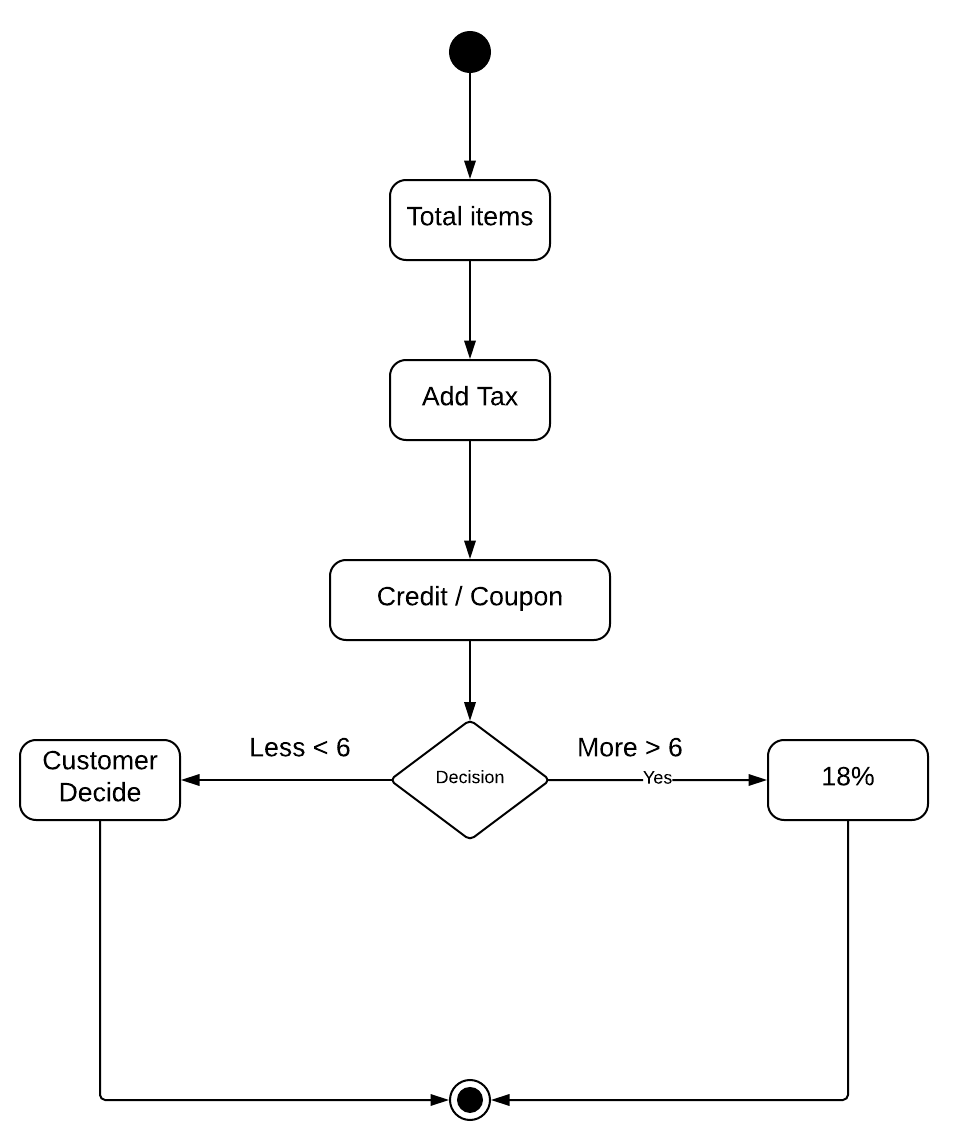 Total items
Add Tax
Credit / Coupon
Less < 6
More > 6
Customer
Decide
Decision
Yes
18%